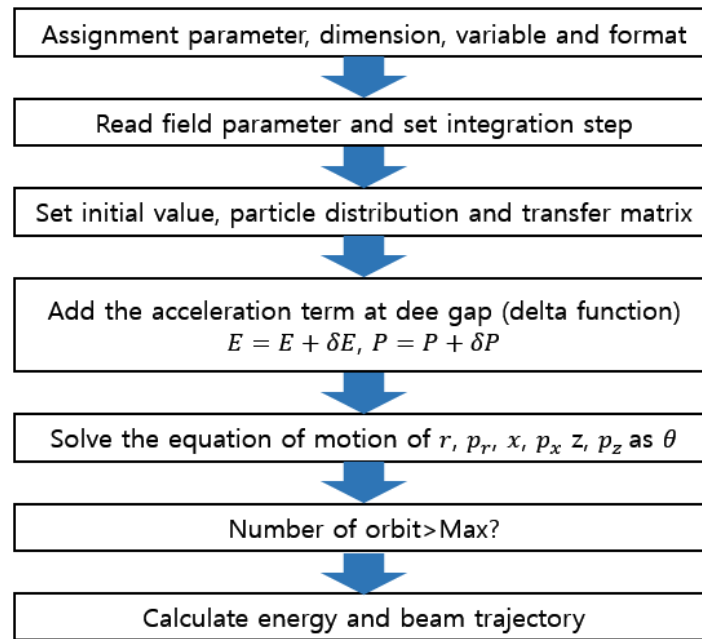 Assignment parameter, dimension, variable and format
Read field parameter and set integration step
Set initial value, particle distribution and transfer matrix
Add the acceleration term at dee gap (delta function)
E = E + δE, P = P + δP
Solve the equation of motion of r, pᵣ, x, pₓ z, p_z as θ
Number of orbit>Max?
Calculate energy and beam trajectory